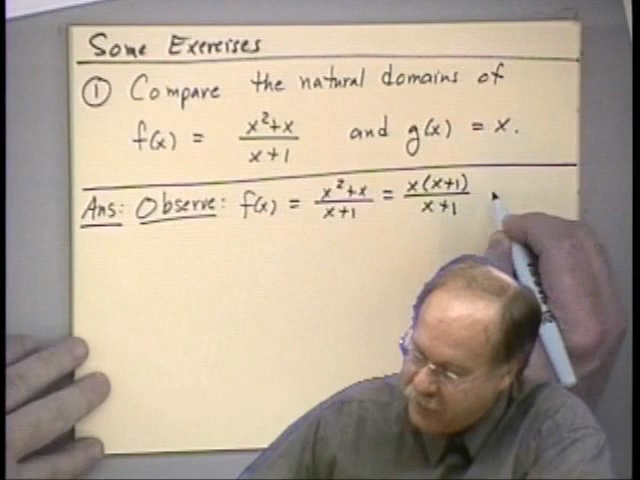 Some Exercises
① Compare the natural domains of
f(x) = x²+x / x+1 and g(x) = x.
Ans: Observe: f(x) = x²+x / x+1 = x(x+1) / x+1